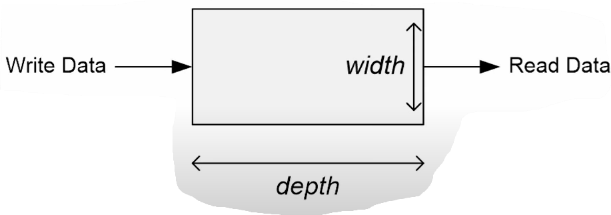 Write Data
width
Read Data
depth